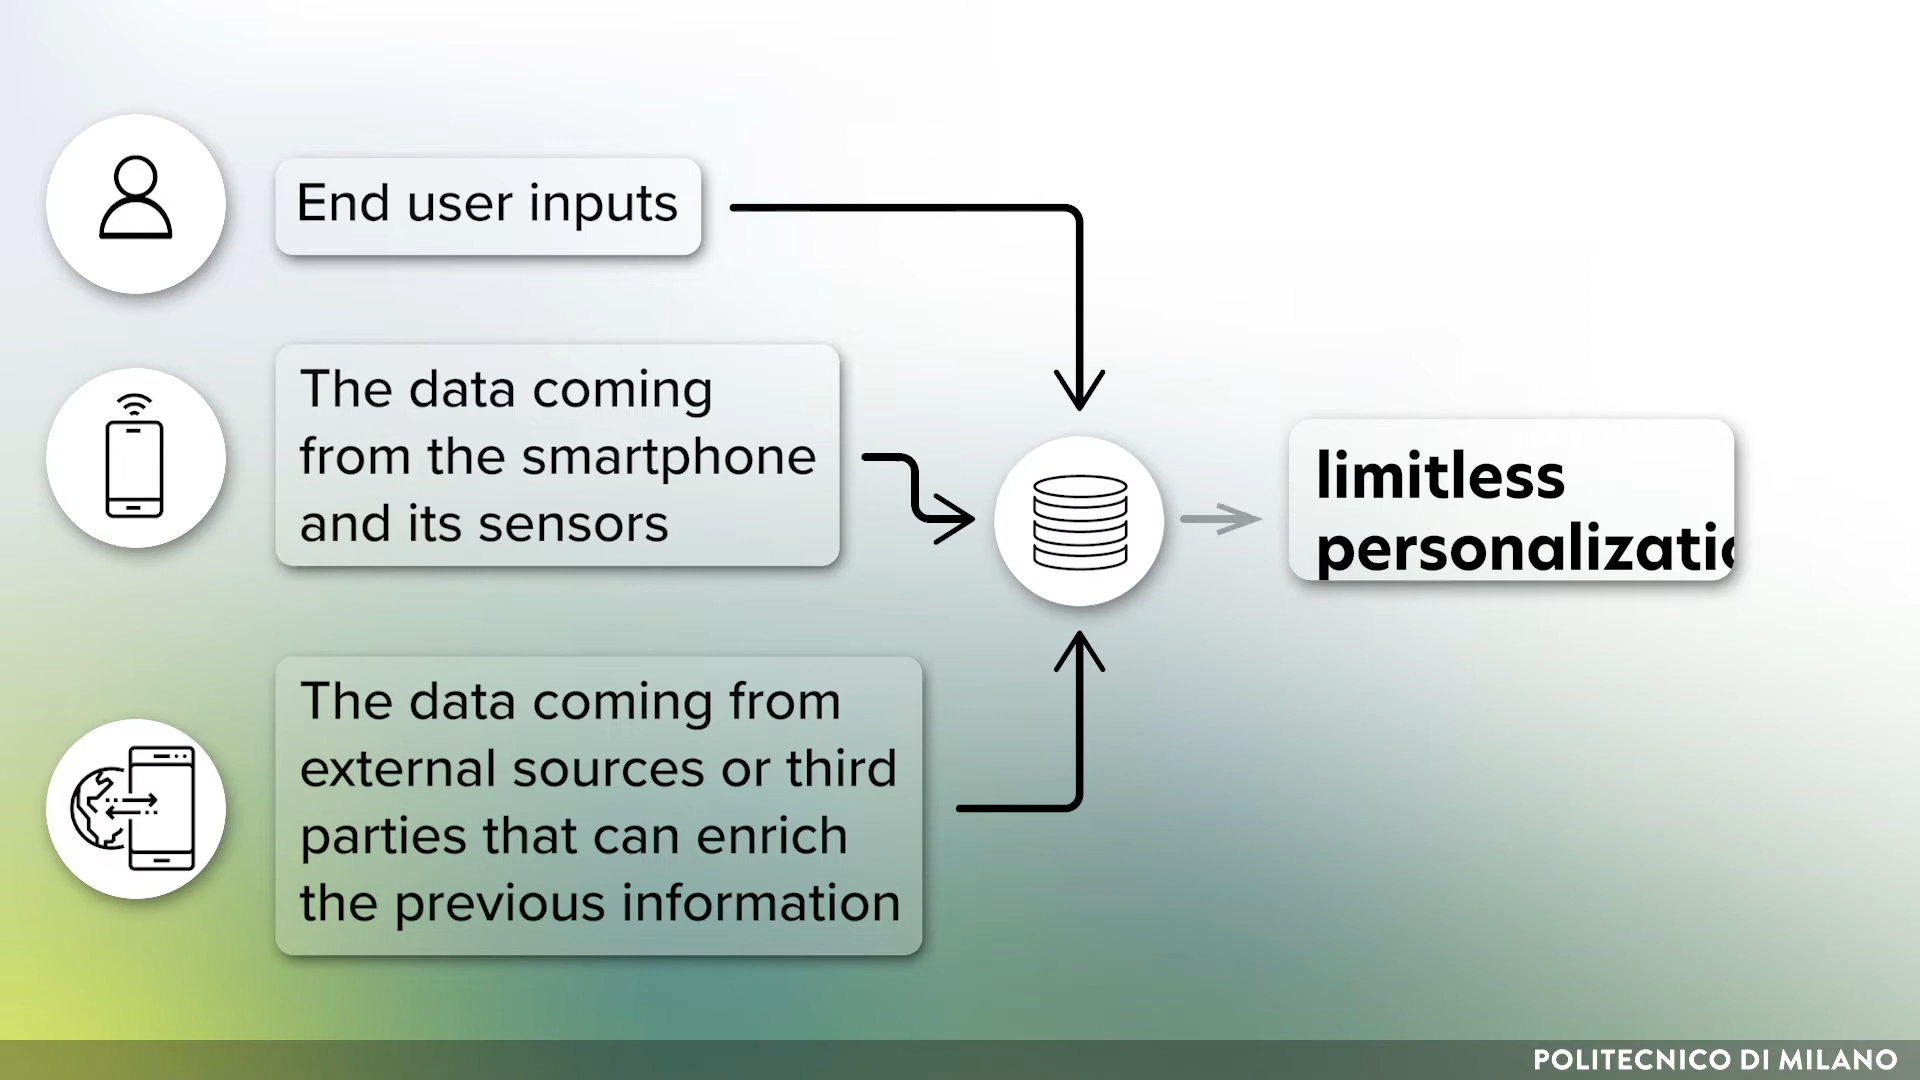 End user inputs
The data coming
from the smartphone
and its sensors
The data coming from
external sources or third
parties that can enrich
the previous information
limitless
personalizatio
POLITECNICO DI MILANO